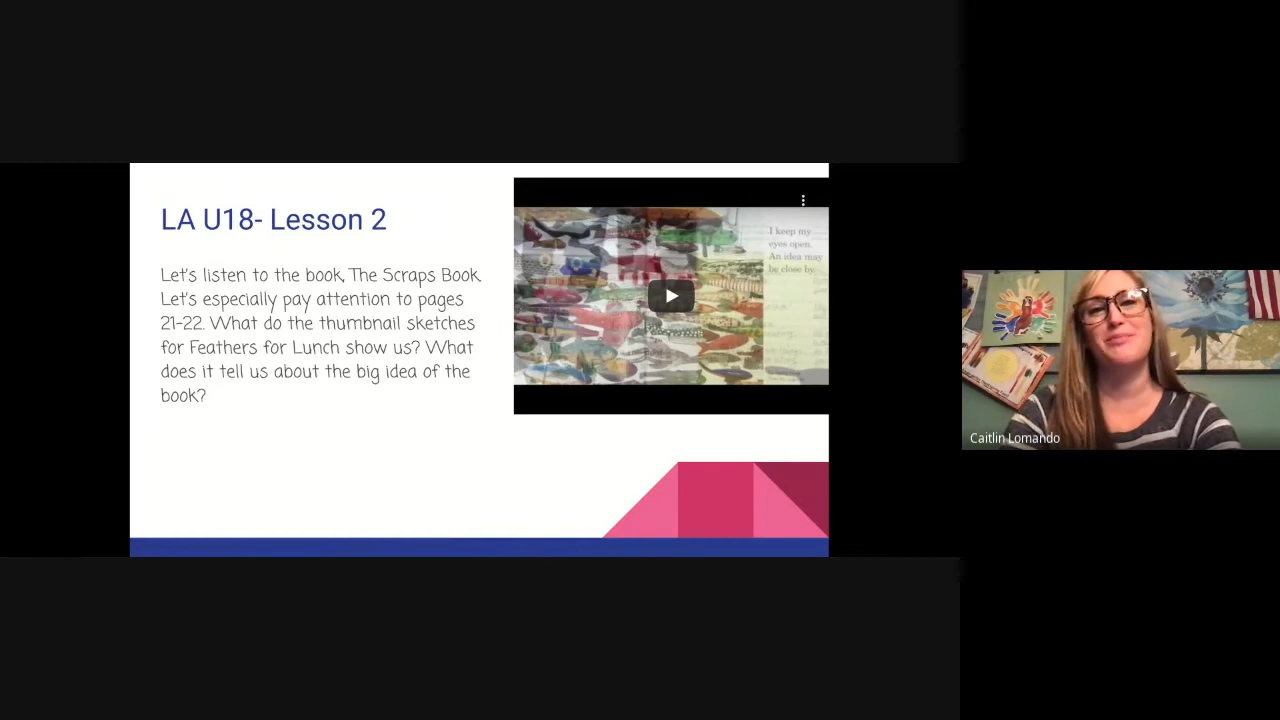 LA U18- Lesson 2
Let's listen to the book, The Scraps Book.
Let's especially pay attention to pages
21-22. What do the thumbnail sketches
for Feathers for Lunch show us? What
does it tell us about the big idea of the
book?
I keep my
eyes open.
An idea may
be close by.
Caitlin Lomando